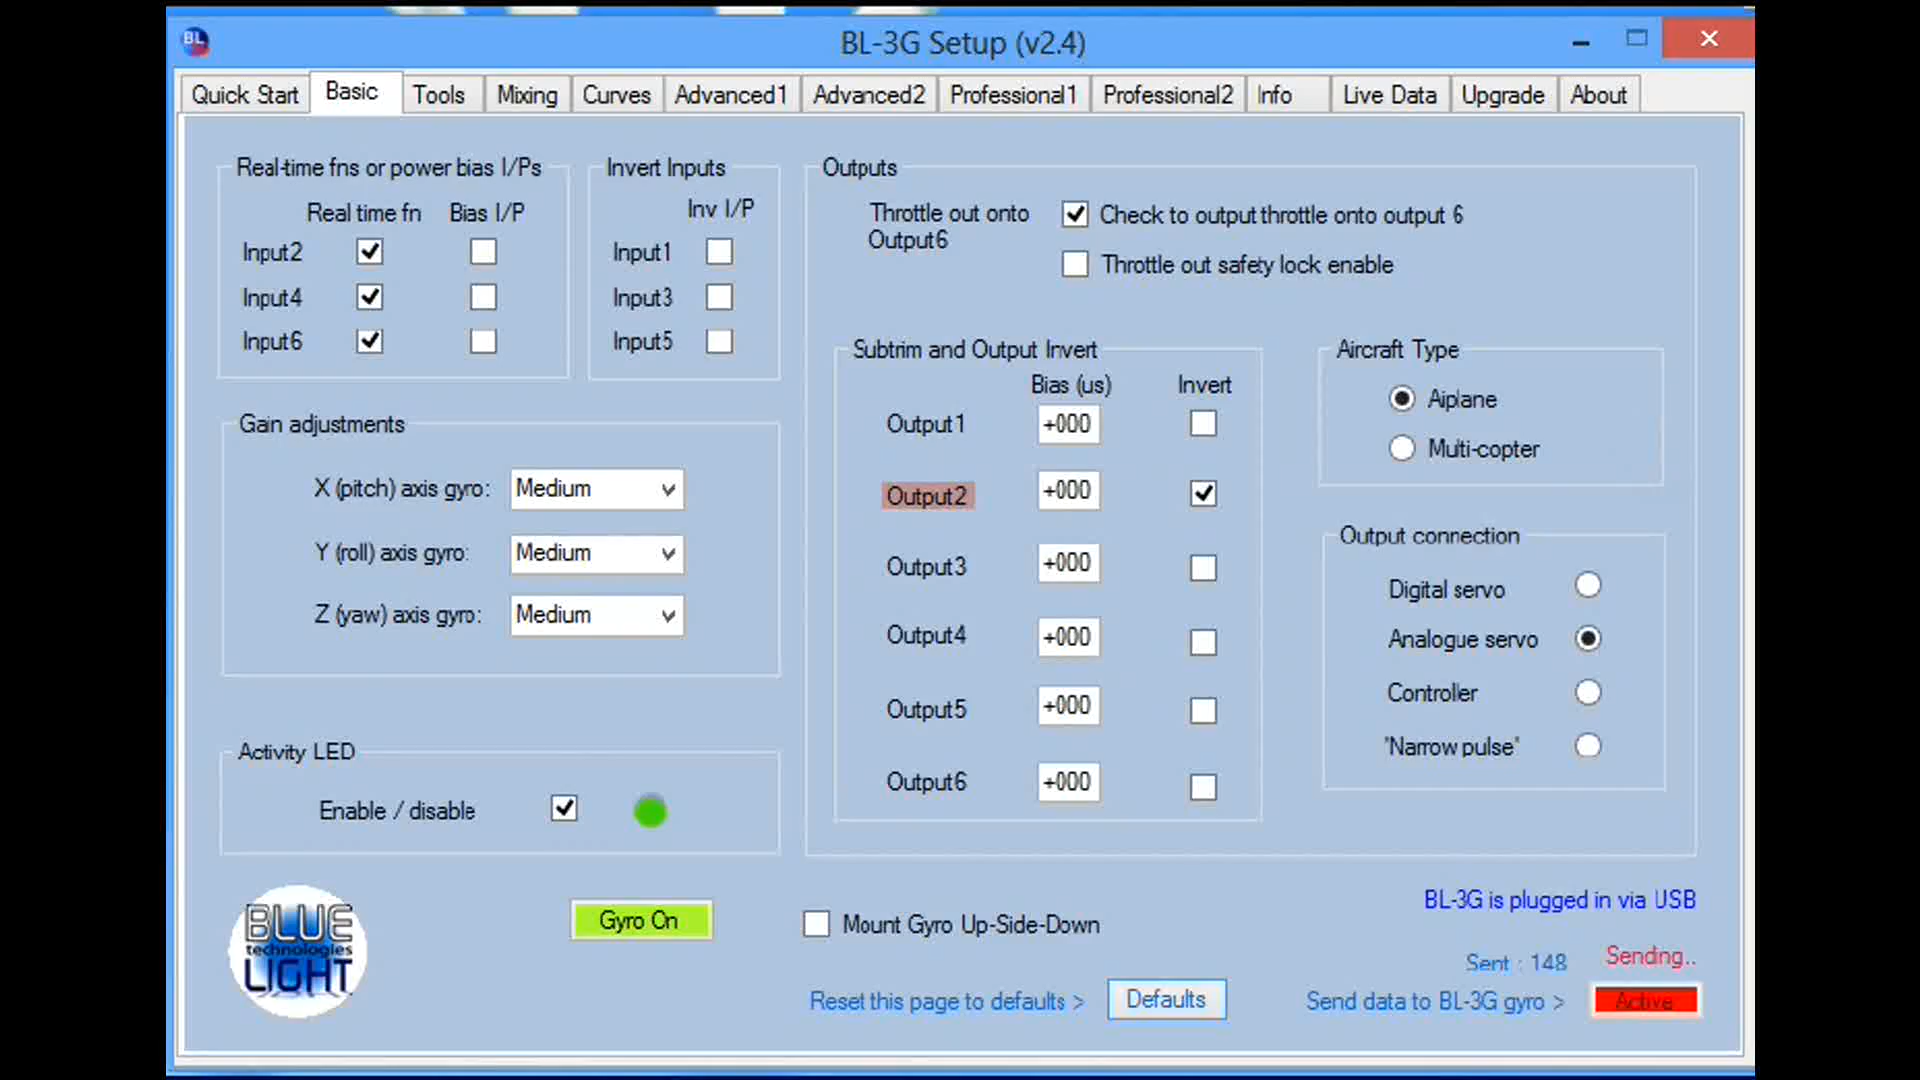 BL
BL-3G Setup (v2.4)
Quick Start
Basic
Tools
Mixing
Curves
Advanced1
Advanced2
Professional1
Professional2
Info
Live Data
Upgrade
About
Real-time fns or power bias I/Ps
Real time fn Bias I/P
Input2
Input4
Input6
Invert Inputs
Inv I/P
Input1
Input3
Input5
Gain adjustments
X (pitch) axis gyro: Medium
Y (roll) axis gyro: Medium
Z (yaw) axis gyro: Medium
Activity LED
Enable / disable
Outputs
Throttle out onto
Output6
Check to output throttle onto output 6
Throttle out safety lock enable
Subtrim and Output Invert
Bias (us) Invert
Output1 +000
Output2 +000
Output3 +000
Output4 +000
Output5 +000
Output6 +000
Aircraft Type
Aiplane
Multi-copter
Output connection
Digital servo
Analogue servo
Controller
"Narrow pulse"
BLUE
technologies
LIGHT
Gyro On
Mount Gyro Up-Side-Down
BL-3G is plugged in via USB
Sent : 148 Sending..
Reset this page to defaults > Defaults
Send data to BL-3G gyro > Active